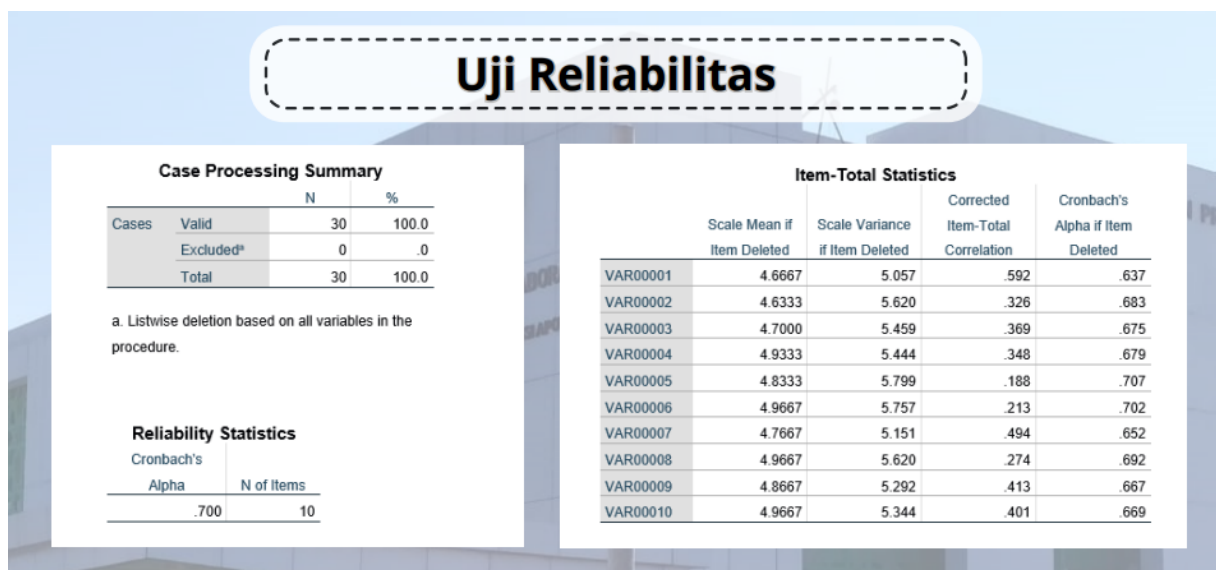 Uji Reliabilitas
Case Processing Summary
N %
Cases Valid 30 100.0
Excludedᵃ 0 .0
Total 30 100.0
a. Listwise deletion based on all variables in the
procedure.
Reliability Statistics
Cronbach's
Alpha N of Items
.700 10
Item-Total Statistics
Corrected Cronbach's
Scale Mean if Scale Variance Item-Total Alpha if Item
Item Deleted if Item Deleted Correlation Deleted
VAR00001 4.6667 5.057 .592 .637
VAR00002 4.6333 5.620 .326 .683
VAR00003 4.7000 5.459 .369 .675
VAR00004 4.9333 5.444 .348 .679
VAR00005 4.8333 5.799 .188 .707
VAR00006 4.9667 5.757 .213 .702
VAR00007 4.7667 5.151 .494 .652
VAR00008 4.9667 5.620 .274 .692
VAR00009 4.8667 5.292 .413 .667
VAR00010 4.9667 5.344 .401 .669